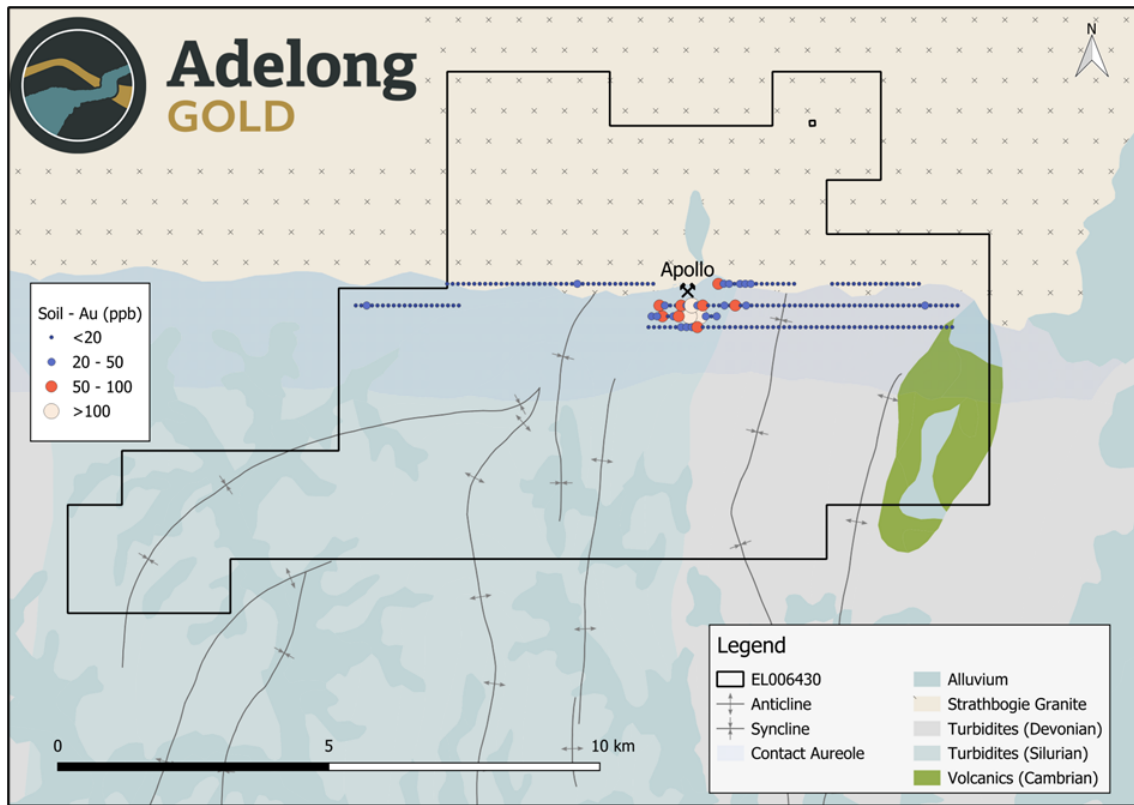 Adelong
GOLD
N
Apollo
Soil - Au (ppb)
<20
20 - 50
50 - 100
>100
0
5
10 km
Legend
EL006430
Anticline
Syncline
Contact Aureole
Alluvium
Strathbogie Granite
Turbidites (Devonian)
Turbidites (Silurian)
Volcanics (Cambrian)